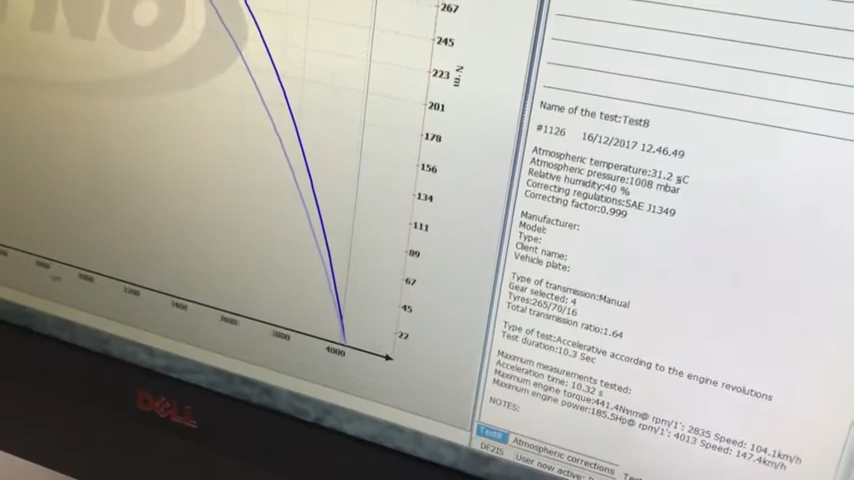 267
245
223
201
178
156
134
111
89
67
45
22
4000
Name of the test:Test8
#1126 16/12/2017 12.46.49
Atmospheric temperature:31.2 §C
Atmospheric pressure:1008 mbar
Relative humidity:40 %
Correcting regulations:SAE J1349
Correcting factor:0.999
Manufacturer:
Model:
Type:
Client name:
Vehicle plate:
Type of transmission:Manual
Gear selected: 4
Tyres:265/70/16
Total transmission ratio:1.64
Type of test:Accelerative according to the engine revolutions
Test duration:10.3 Sec
Maximum measurements tested:
Acceleration time: 10.32 s
Maximum engine torque:441.4N*m@ rpm/1': 2835 Speed: 104.1km/h
Maximum engine power:185.5Hp@ rpm/1': 4013 Speed: 147.4km/h
NOTES:
Test8 Atmospheric corrections
DF2IS User now active:
DELL